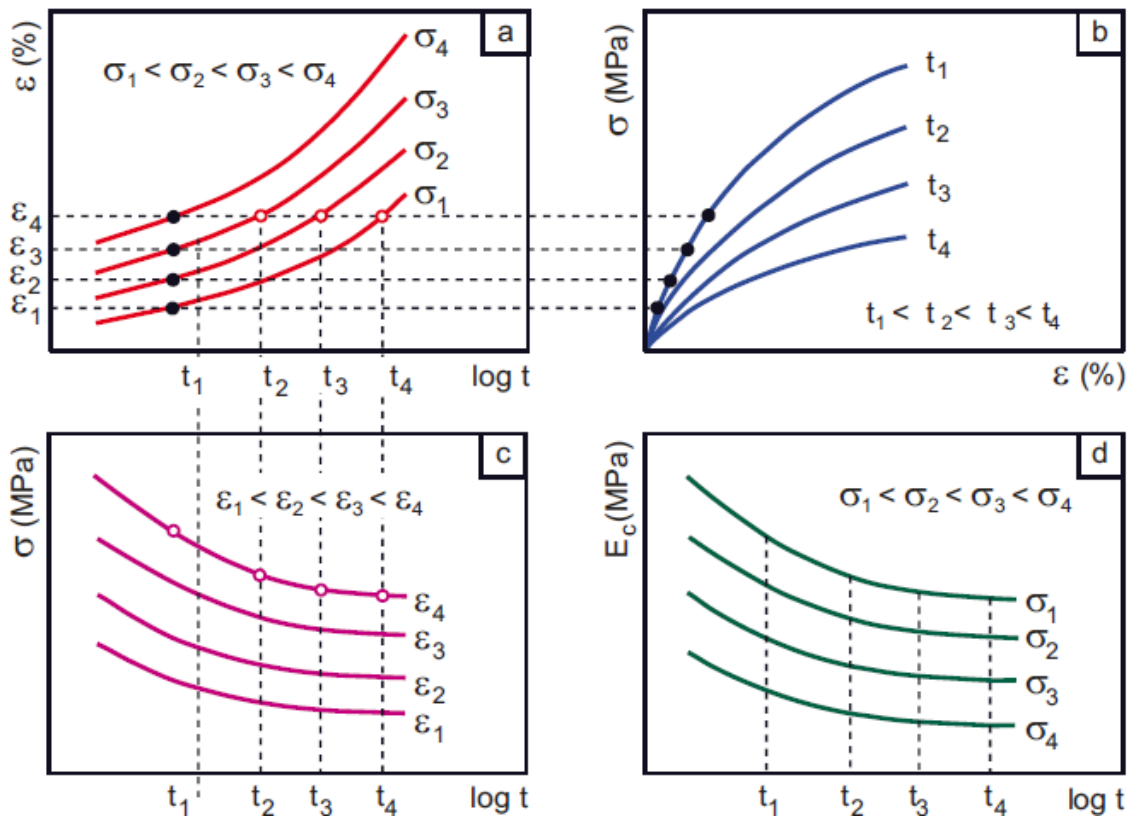 a
ε (%)
σ₁ < σ₂ < σ₃ < σ₄
σ₄
σ₃
σ₂
σ₁
ε₄
ε₃
ε₂
ε₁
t₁ t₂ t₃ t₄ log t
b
σ (MPa)
t₁
t₂
t₃
t₄
t₁ < t₂ < t₃ < t₄
ε (%)
c
σ (MPa)
ε₁ < ε₂ < ε₃ < ε₄
ε₄
ε₃
ε₂
ε₁
t₁ t₂ t₃ t₄ log t
d
E_c(MPa)
σ₁ < σ₂ < σ₃ < σ₄
σ₁
σ₂
σ₃
σ₄
t₁ t₂ t₃ t₄ log t